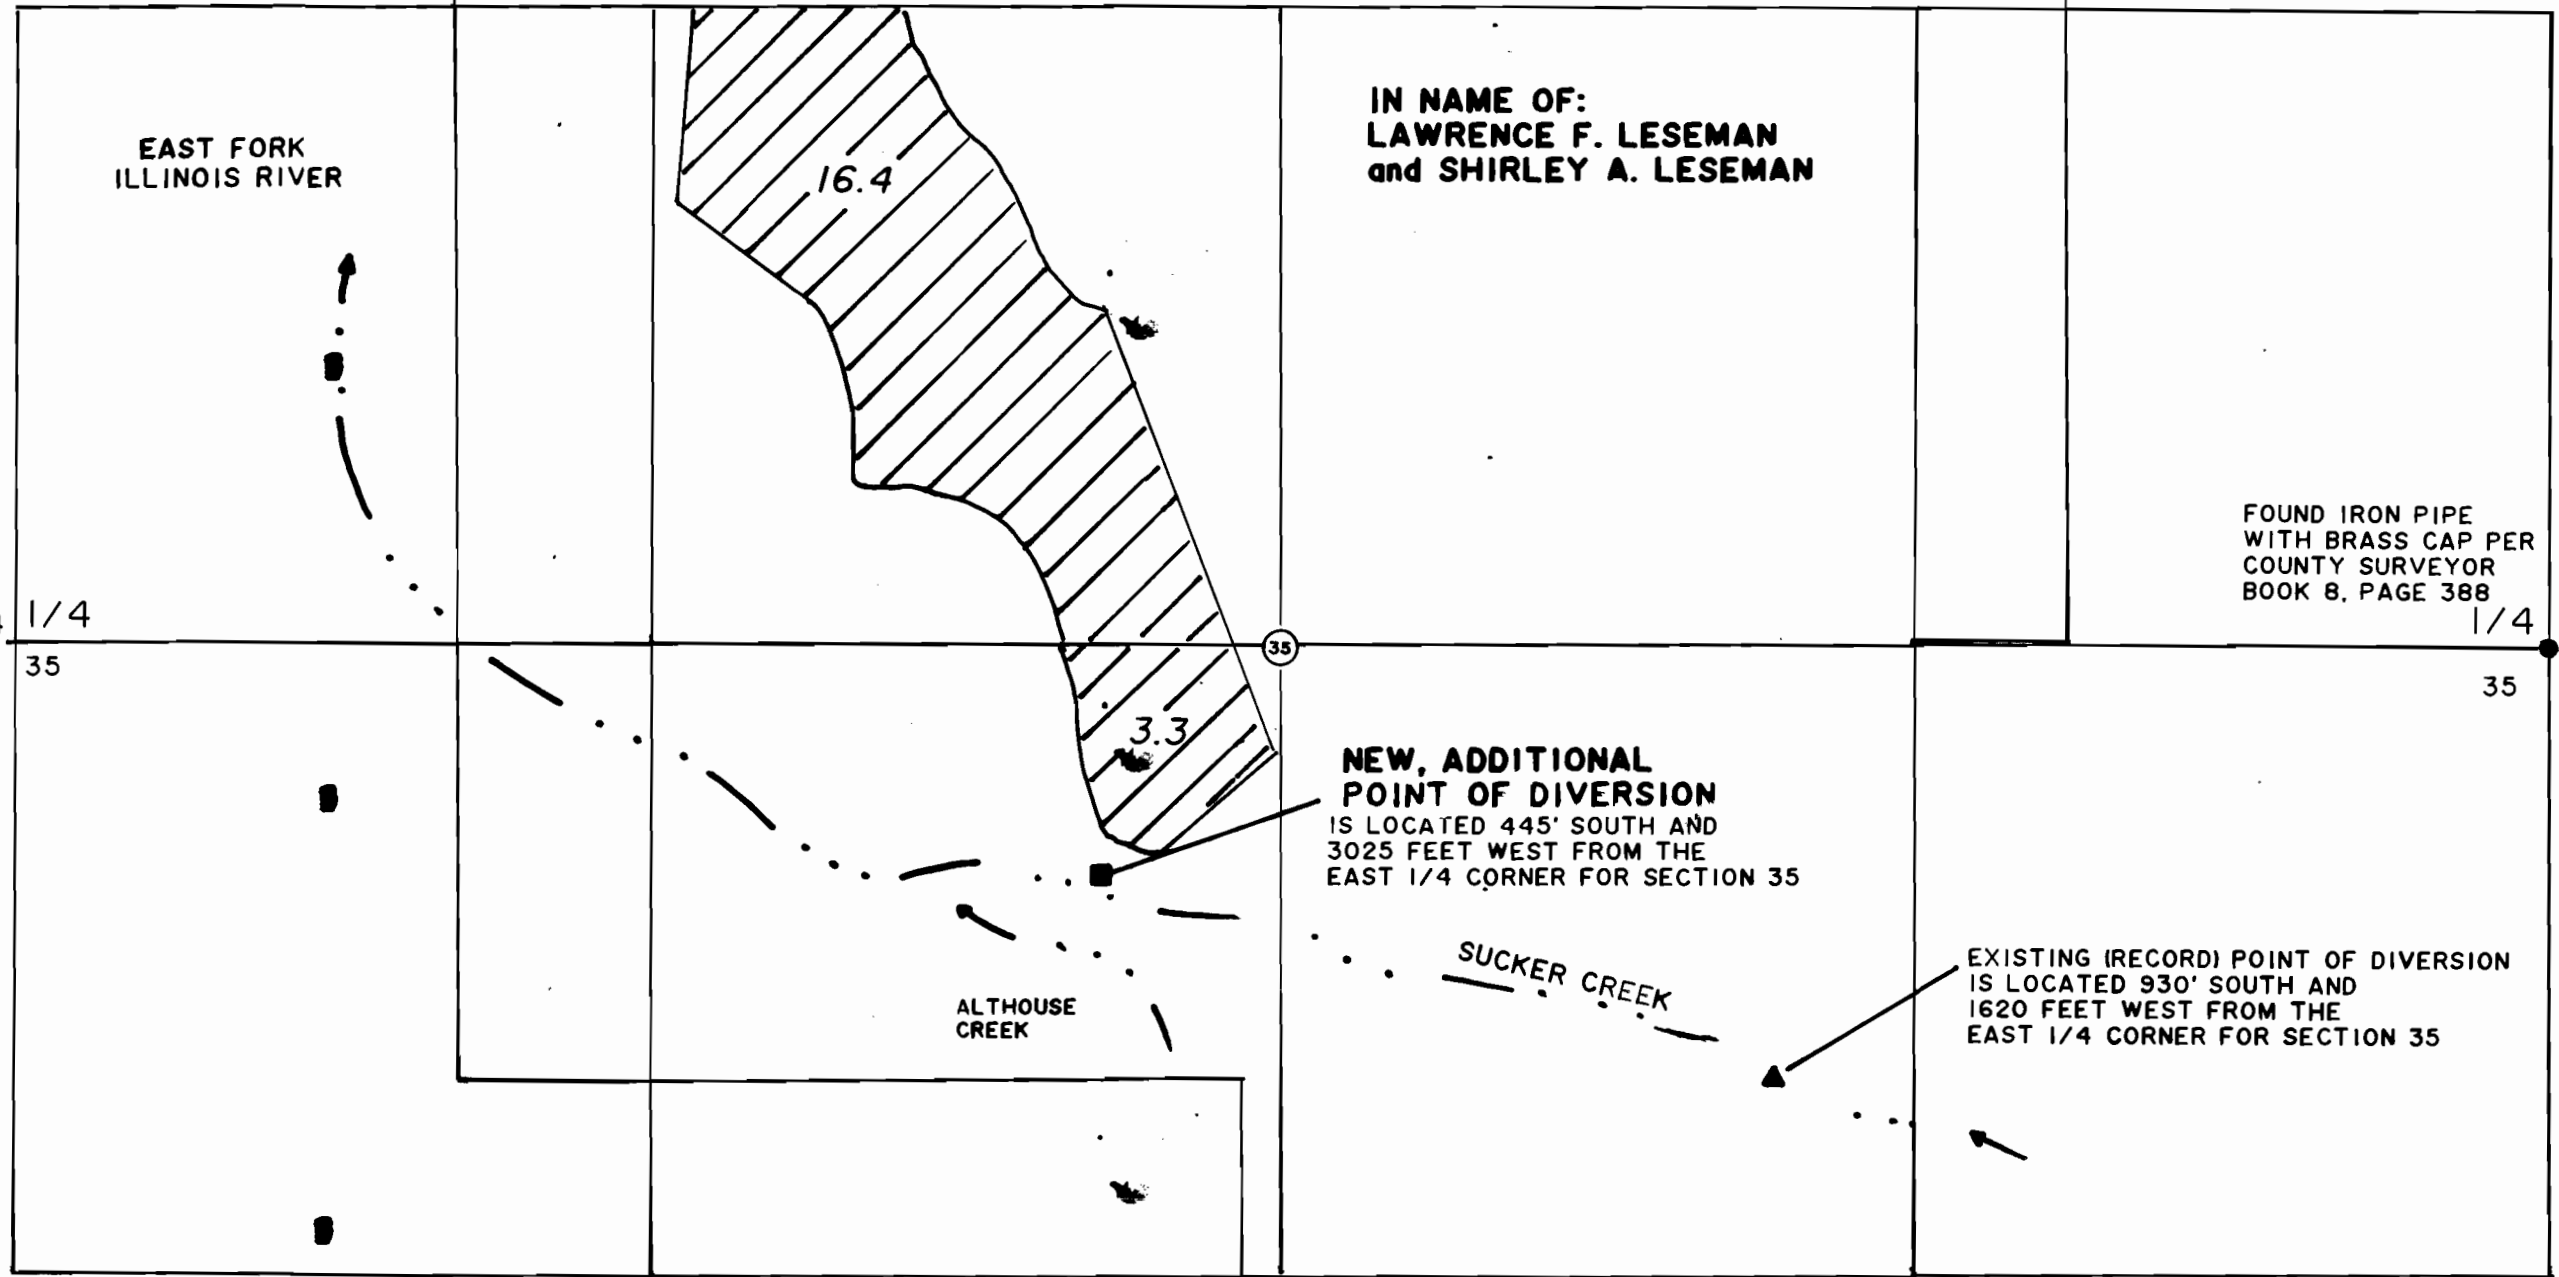 IN NAME OF:
LAWRENCE F. LESEMAN
and SHIRLEY A. LESEMAN
EAST FORK
ILLINOIS RIVER
16.4
FOUND IRON PIPE
WITH BRASS CAP PER
COUNTY SURVEYOR
BOOK 8, PAGE 388
1/4
1/4
35
35
35
3.3
NEW, ADDITIONAL
POINT OF DIVERSION
IS LOCATED 445' SOUTH AND
3025 FEET WEST FROM THE
EAST 1/4 CORNER FOR SECTION 35
SUCKER CREEK
EXISTING (RECORD) POINT OF DIVERSION
IS LOCATED 930' SOUTH AND
1620 FEET WEST FROM THE
EAST 1/4 CORNER FOR SECTION 35
ALTHOUSE
CREEK